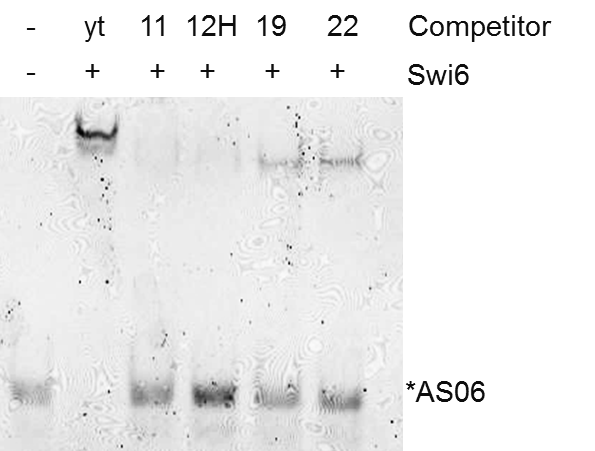 - yt 11 12H 19 22 Competitor
- + + + + + Swi6
*AS06